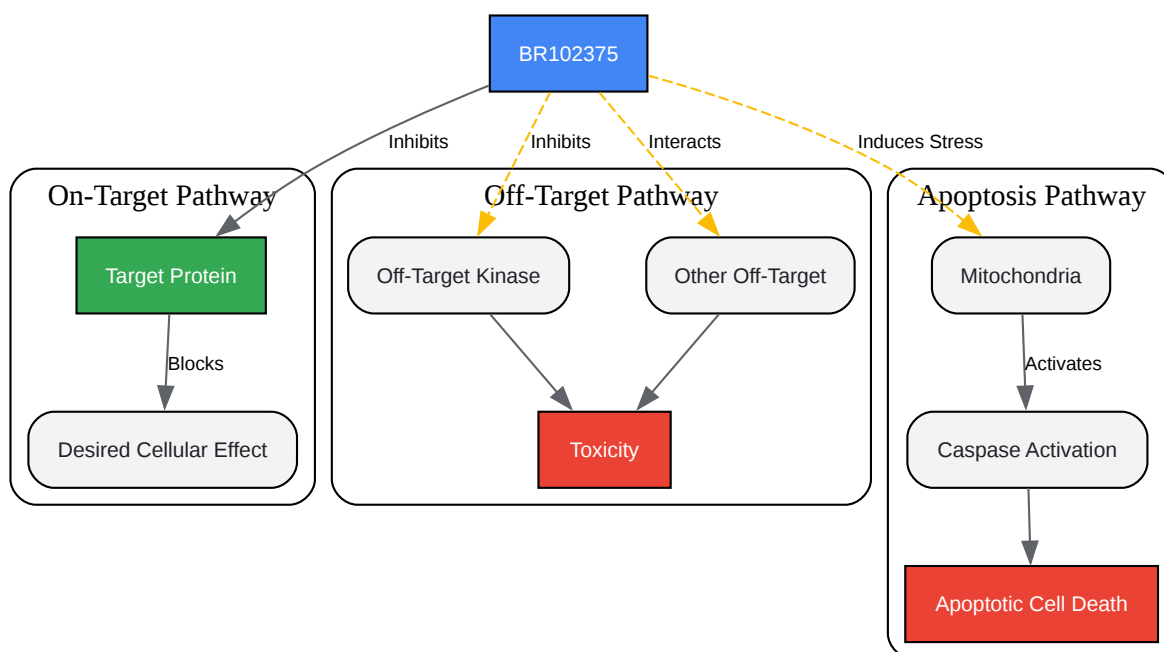 BR102375
Inhibits
Inhibits
Interacts
Induces Stress
On-Target Pathway
Off-Target Pathway
Apoptosis Pathway
Target Protein
Off-Target Kinase
Other Off-Target
Mitochondria
Blocks
Activates
Desired Cellular Effect
Toxicity
Caspase Activation
Apoptotic Cell Death